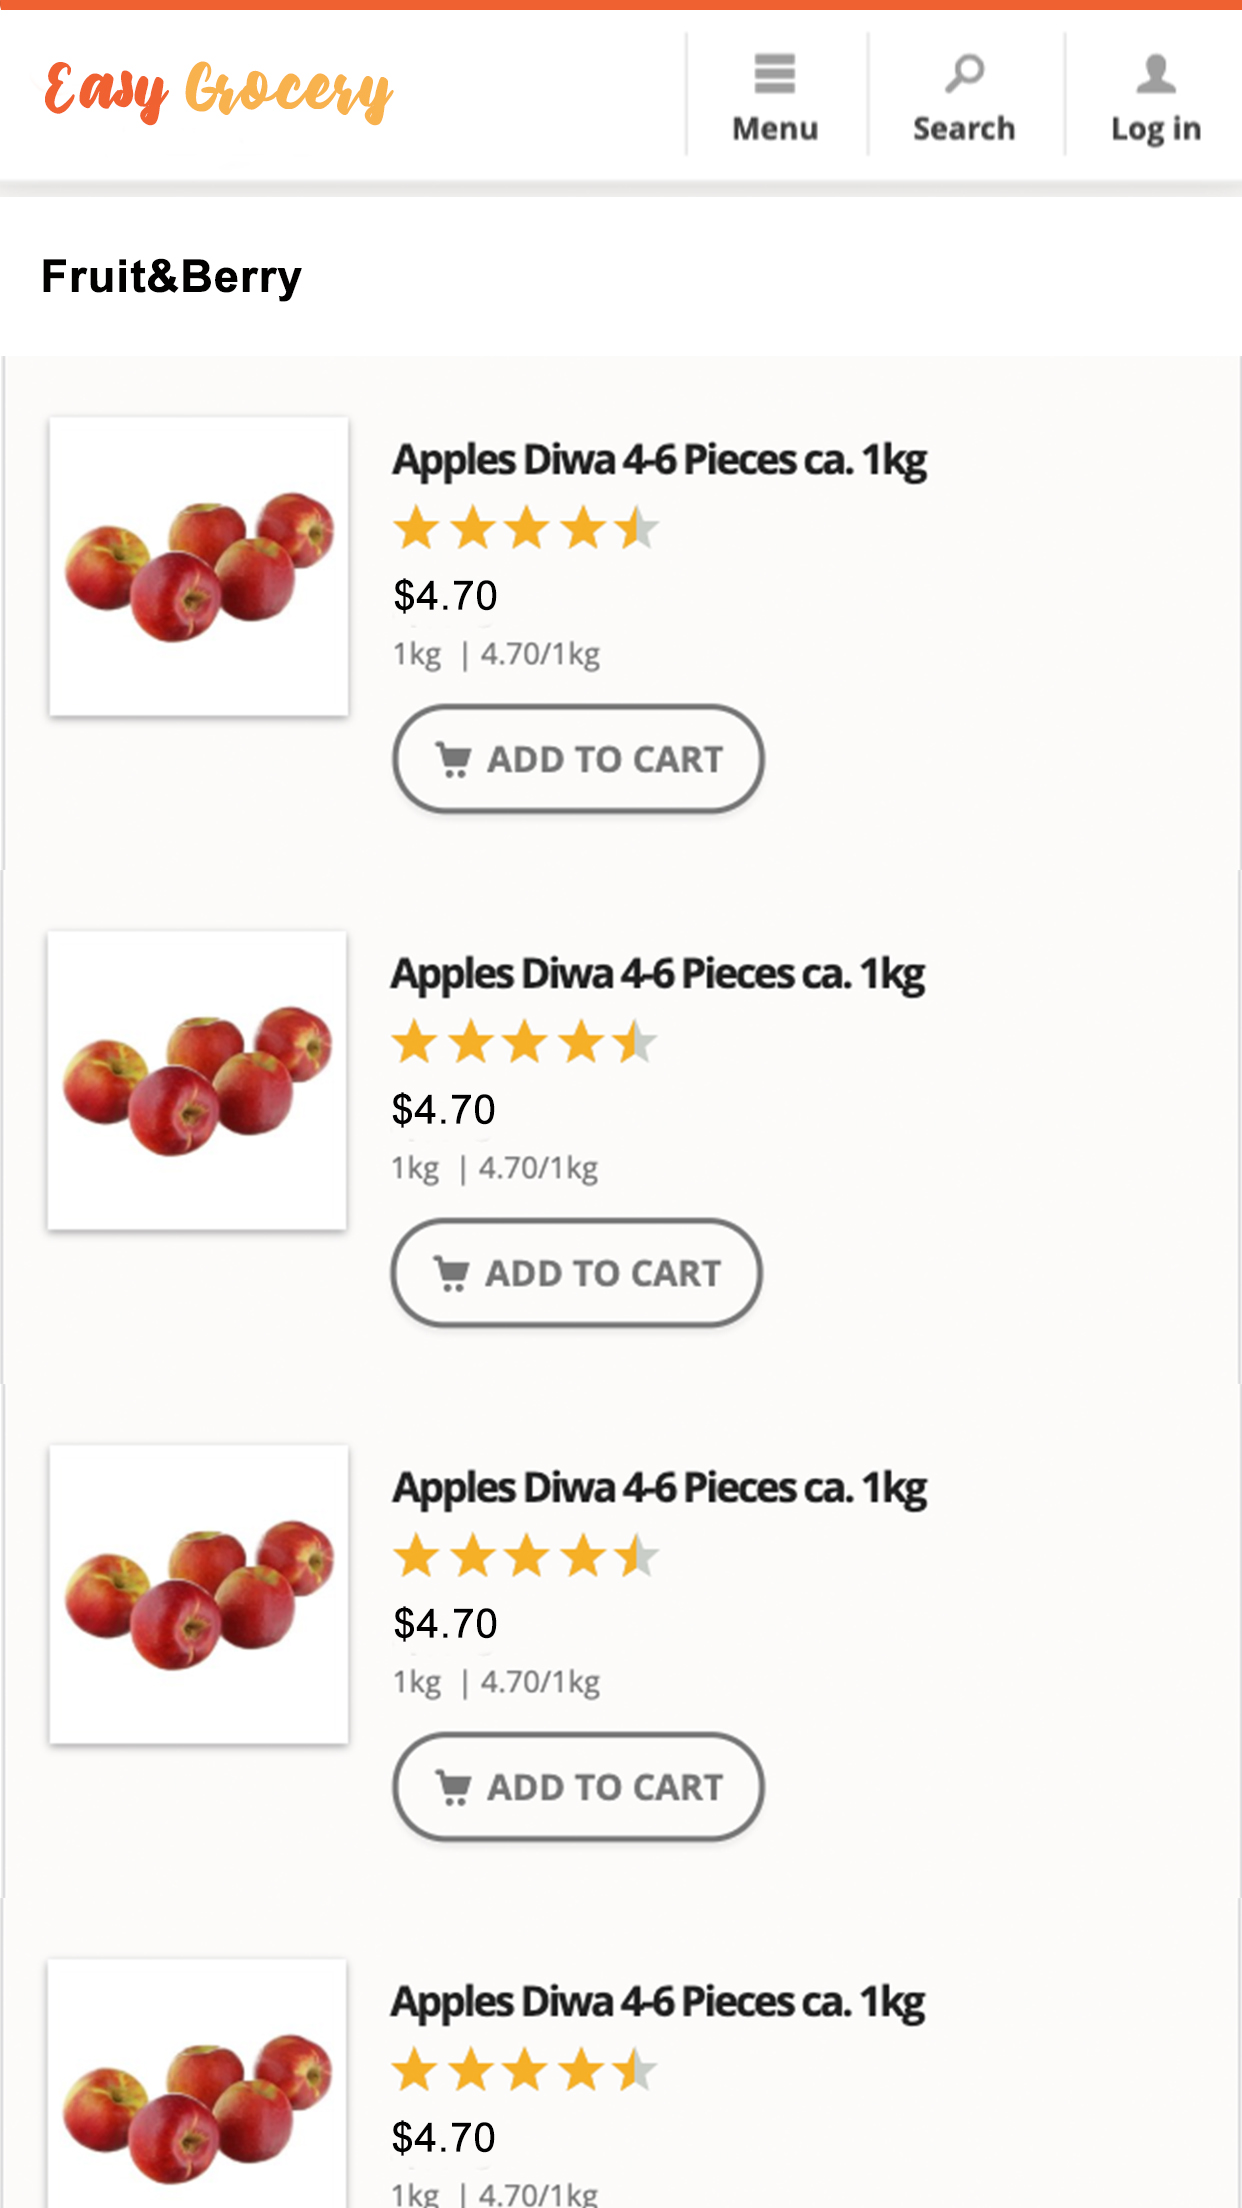 Easy Grocery
Menu
Search
Log in
Fruit&Berry
Apples Diwa 4-6 Pieces ca. 1kg
$4.70
1kg | 4.70/1kg
ADD TO CART
Apples Diwa 4-6 Pieces ca. 1kg
$4.70
1kg | 4.70/1kg
ADD TO CART
Apples Diwa 4-6 Pieces ca. 1kg
$4.70
1kg | 4.70/1kg
ADD TO CART
Apples Diwa 4-6 Pieces ca. 1kg
$4.70
1kg | 4.70/1kg